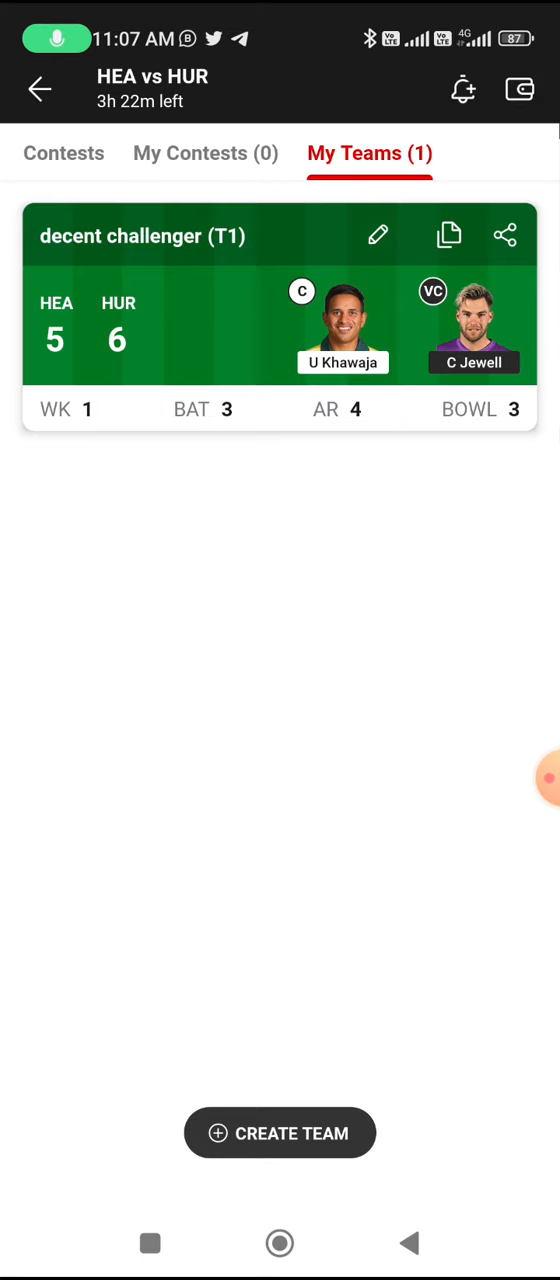 11:07 AM
4G
87
HEA vs HUR
3h 22m left
Contests
My Contests (0)
My Teams (1)
decent challenger (T1)
HEA
HUR
5
6
C
VC
U Khawaja
C Jewell
WK 1
BAT 3
AR 4
BOWL 3
CREATE TEAM